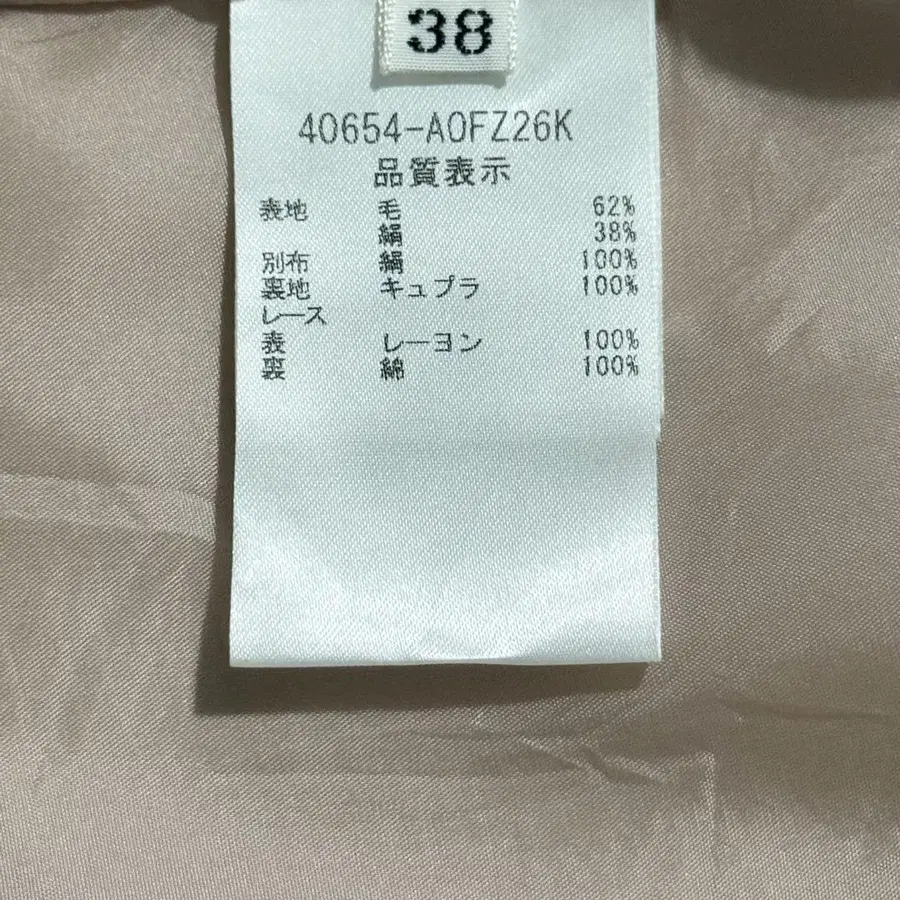 38
40654-A0FZ26K
品質表示
表地 毛 62%
絹 38%
別布 絹 100%
裏地 キュプラ 100%
レース
表 レーヨン 100%
裏 綿 100%